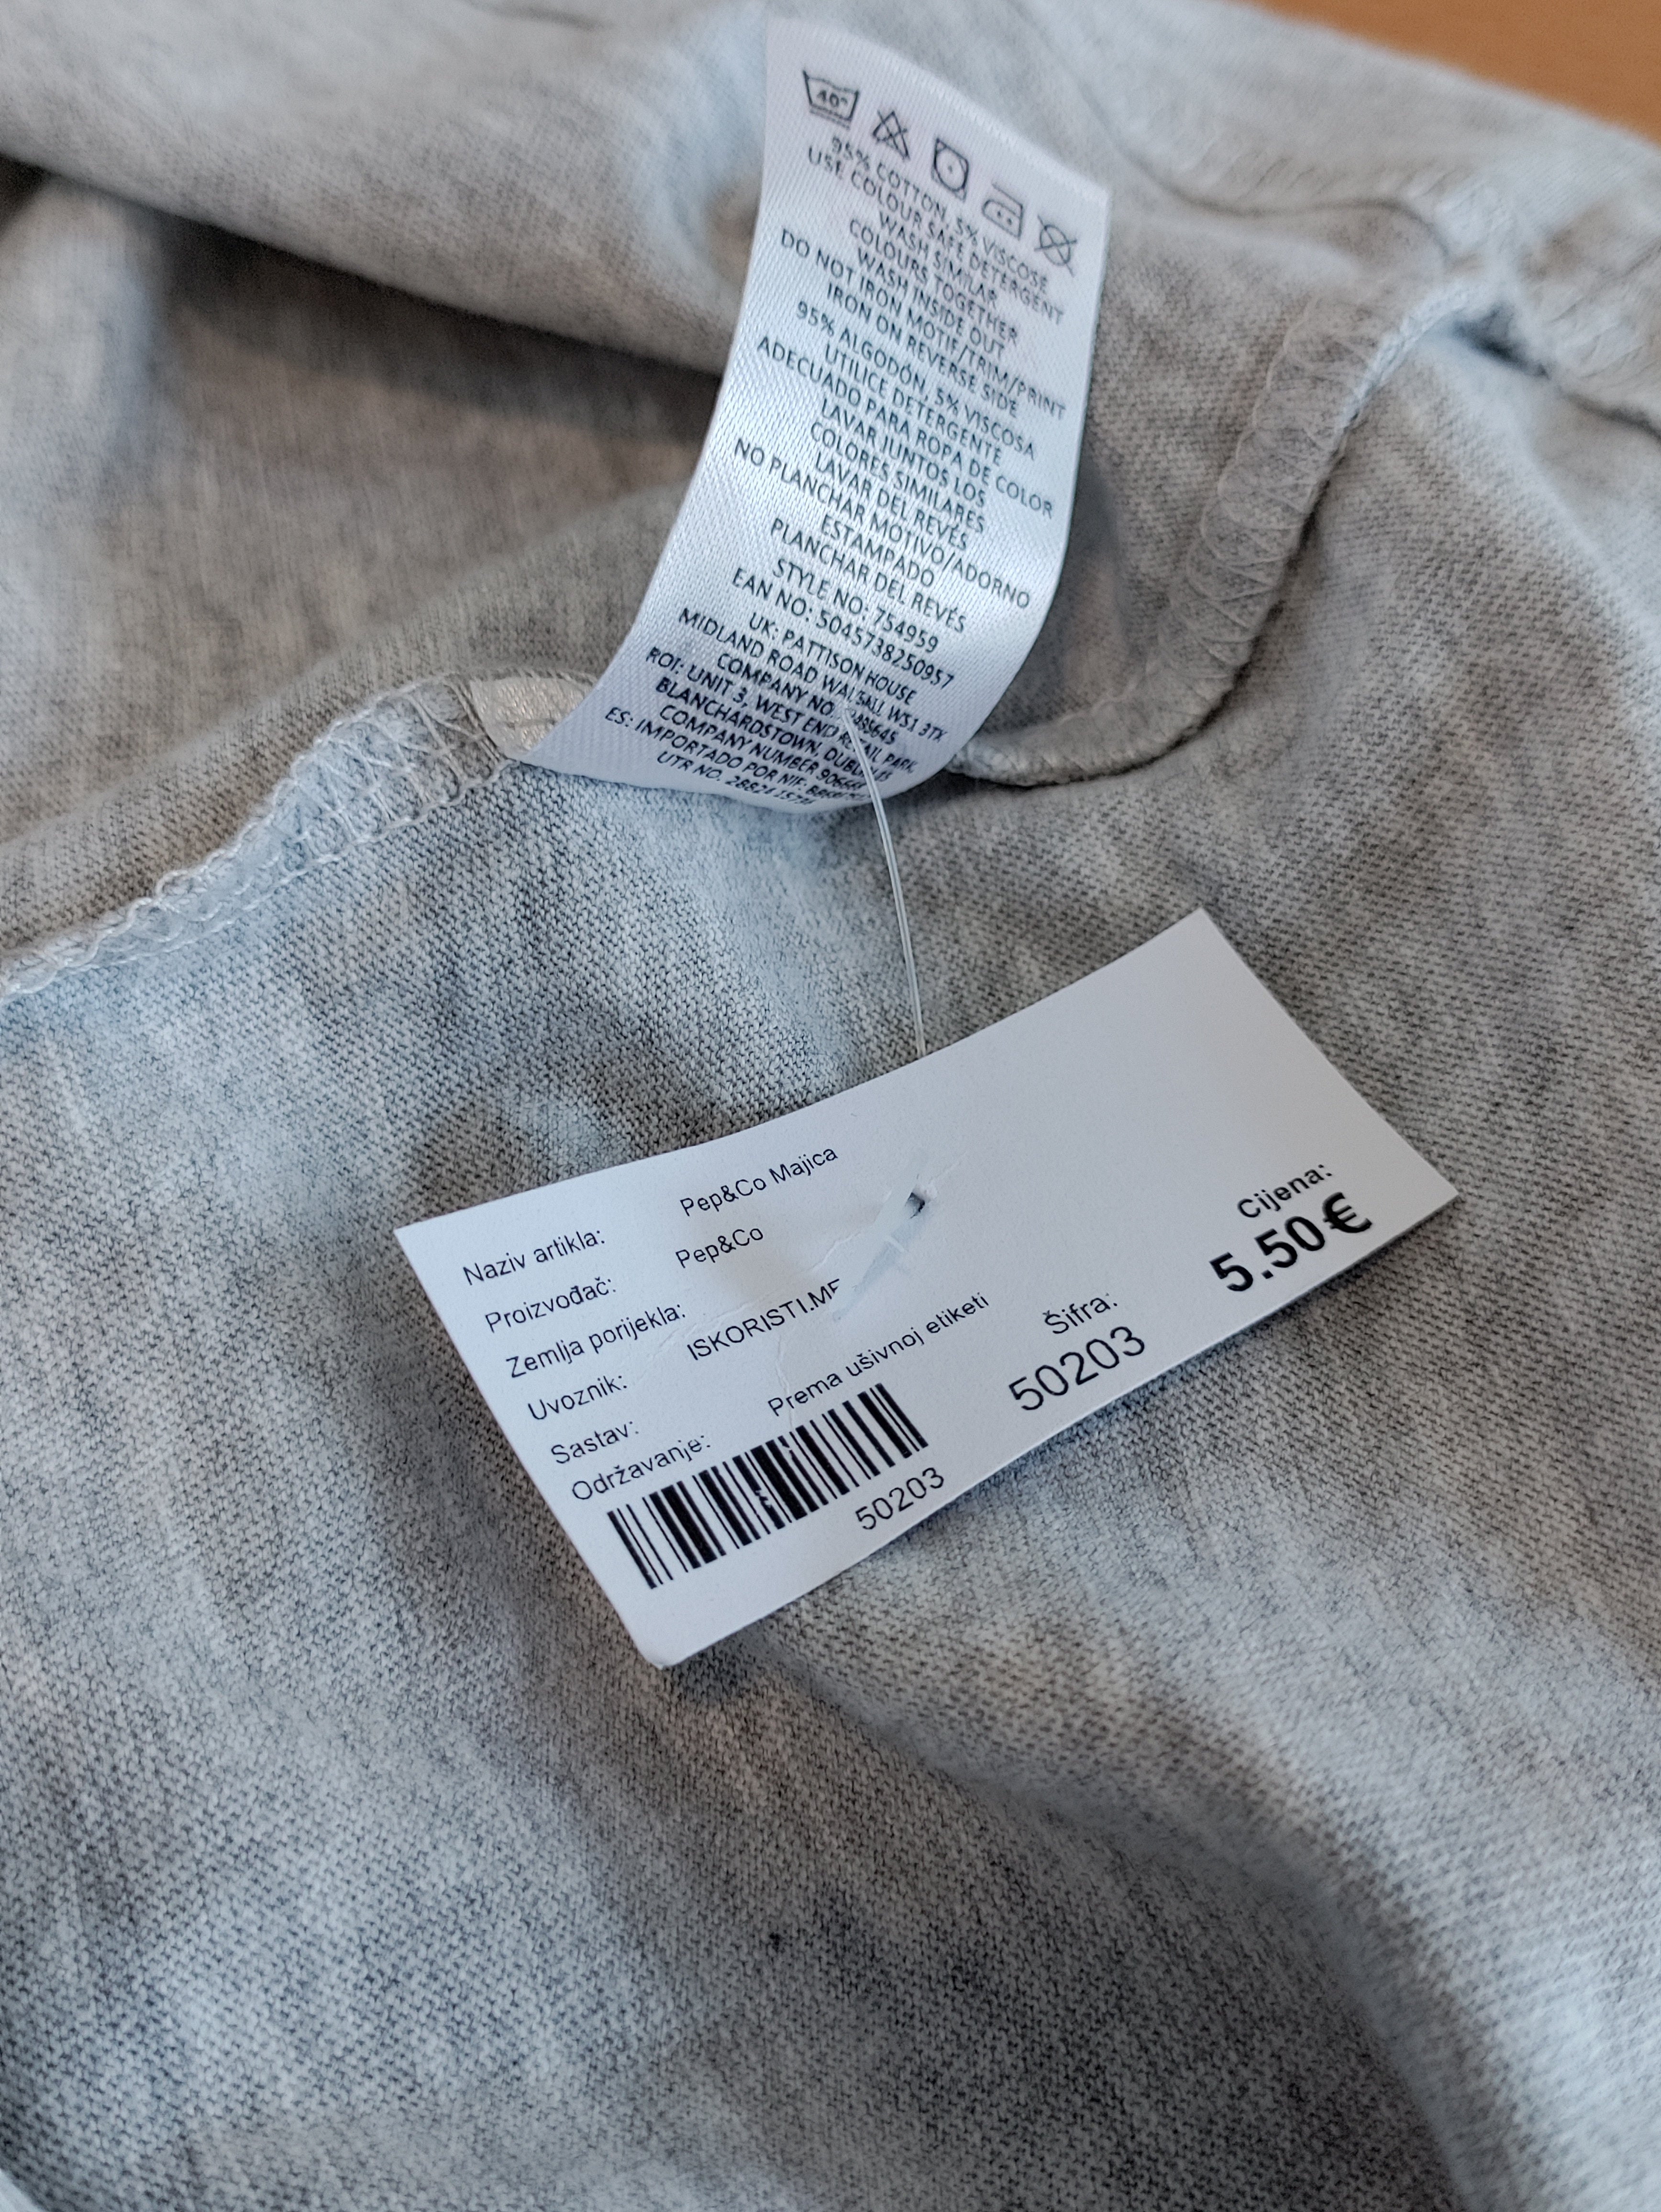 40°
95% COTTON, 5% VISCOSE
USE COLOUR SAFE DETERGENT
WASH SIMILAR
COLOURS TOGETHER
WASH INSIDE OUT
DO NOT IRON MOTIF/TRIM/PRINT
IRON ON REVERSE SIDE
95% ALGODÓN, 5% VISCOSA
UTILICE DETERGENTE
ADECUADO PARA ROPA DE COLOR
LAVAR JUNTOS LOS
COLORES SIMILARES
LAVAR DEL REVÉS
NO PLANCHAR MOTIVO/ADORNO
ESTAMPADO
PLANCHAR DEL REVÉS
STYLE NO: 754959
EAN NO: 5045738250957
UK: PATTISON HOUSE
MIDLAND ROAD WALSALL WS1 3TX
COMPANY NO.
ROI: UNIT 3, WEST END RETAIL PARK,
BLANCHARDSTOWN, DUBLIN
COMPANY NUMBER
ES: IMPORTADO POR NIF:
UTR NO.
Naziv artikla: Pep&Co Majica
Proizvođač: Pep&Co
Zemlja porijekla:
Uvoznik: ISKORISTI.ME
Sastav:
Održavanje: Prema ušivnoj etiketi
50203
Šifra:
50203
Cijena:
5.50€